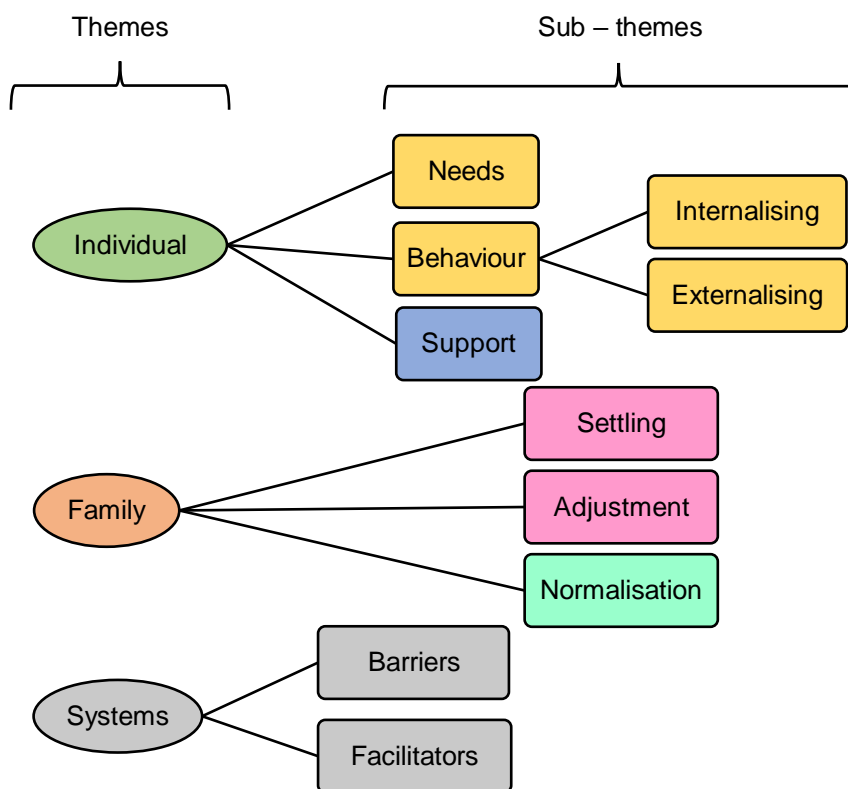 Themes
Sub – themes
Needs
Individual
Behaviour
Internalising
Externalising
Support
Settling
Family
Adjustment
Normalisation
Barriers
Systems
Facilitators